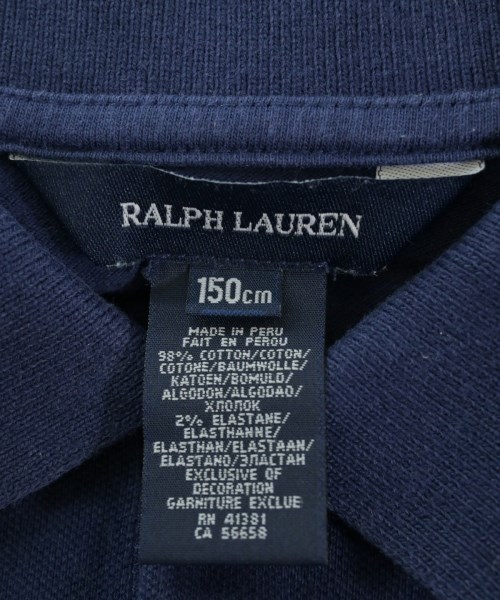 RALPH LAUREN
150cm
MADE IN PERU
FAIT EN PEROU
98% COTTON/COTON/
COTONE/BAUMWOLLE/
KATOEN/BOMULD/
ALGODON/ALGODAO/
ХЛОПОК
2% ELASTANE/
ELASTHANNE/
ELASTHAN/ELASTAAN/
ELASTANO/ЭЛАСТАН
EXCLUSIVE OF
DECORATION
GARNITURE EXCLUE
RN 41381
CA 56658